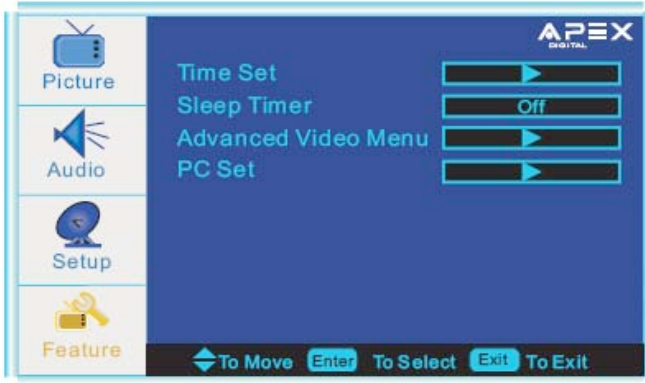 APEX
DIGITAL
Picture
Audio
Setup
Feature
Time Set
Sleep Timer Off
Advanced Video Menu
PC Set
To Move Enter To Select Exit To Exit